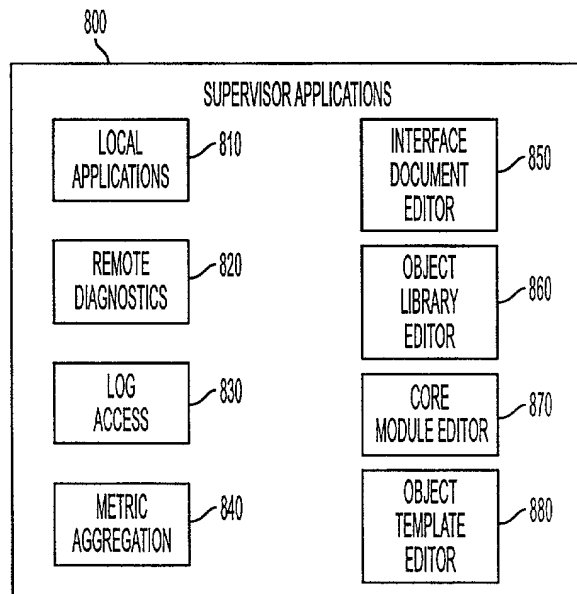 800
SUPERVISOR APPLICATIONS
LOCAL
APPLICATIONS
810
REMOTE
DIAGNOSTICS
820
LOG
ACCESS
830
METRIC
AGGREGATION
840
INTERFACE
DOCUMENT
EDITOR
850
OBJECT
LIBRARY
EDITOR
860
CORE
MODULE EDITOR
870
OBJECT
TEMPLATE
EDITOR
880